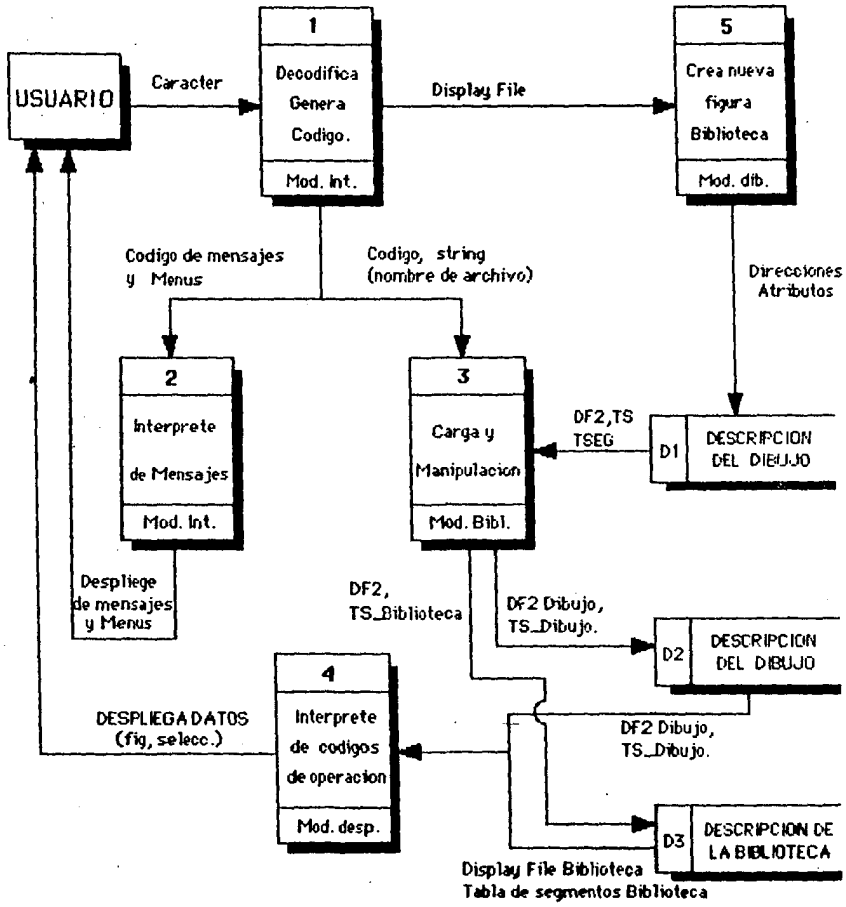 USUARIO
Caracter
1
Decodifica
Genera
Codigo.
Mod. Int.
Display File
5
Crea nueva
figura
Biblioteca
Mod. dib.
Codigo de mensajes
y Menus
Codigo, string
(nombre de archivo)
Direcciones
Atributos
2
Interprete
de Mensajes
Mod. Int.
3
Carga y
Manipulacion
Mod. Bibl.
DF2,TS
TSEG
D1
DESCRIPCION
DEL DIBUJO
Despliege
de mensajes
y Menus
DF2,
TS_Biblioteca
DF2 Dibujo,
TS_Dibujo.
D2
DESCRIPCION
DEL DIBUJO
4
Interprete
de codigos
de operacion
Mod. desp.
DESPLIEGA DATOS
(fig, selecc.)
DF2 Dibujo,
TS_Dibujo.
D3
DESCRIPCION DE
LA BIBLIOTECA
Display File Biblioteca
Tabla de segmentos Biblioteca